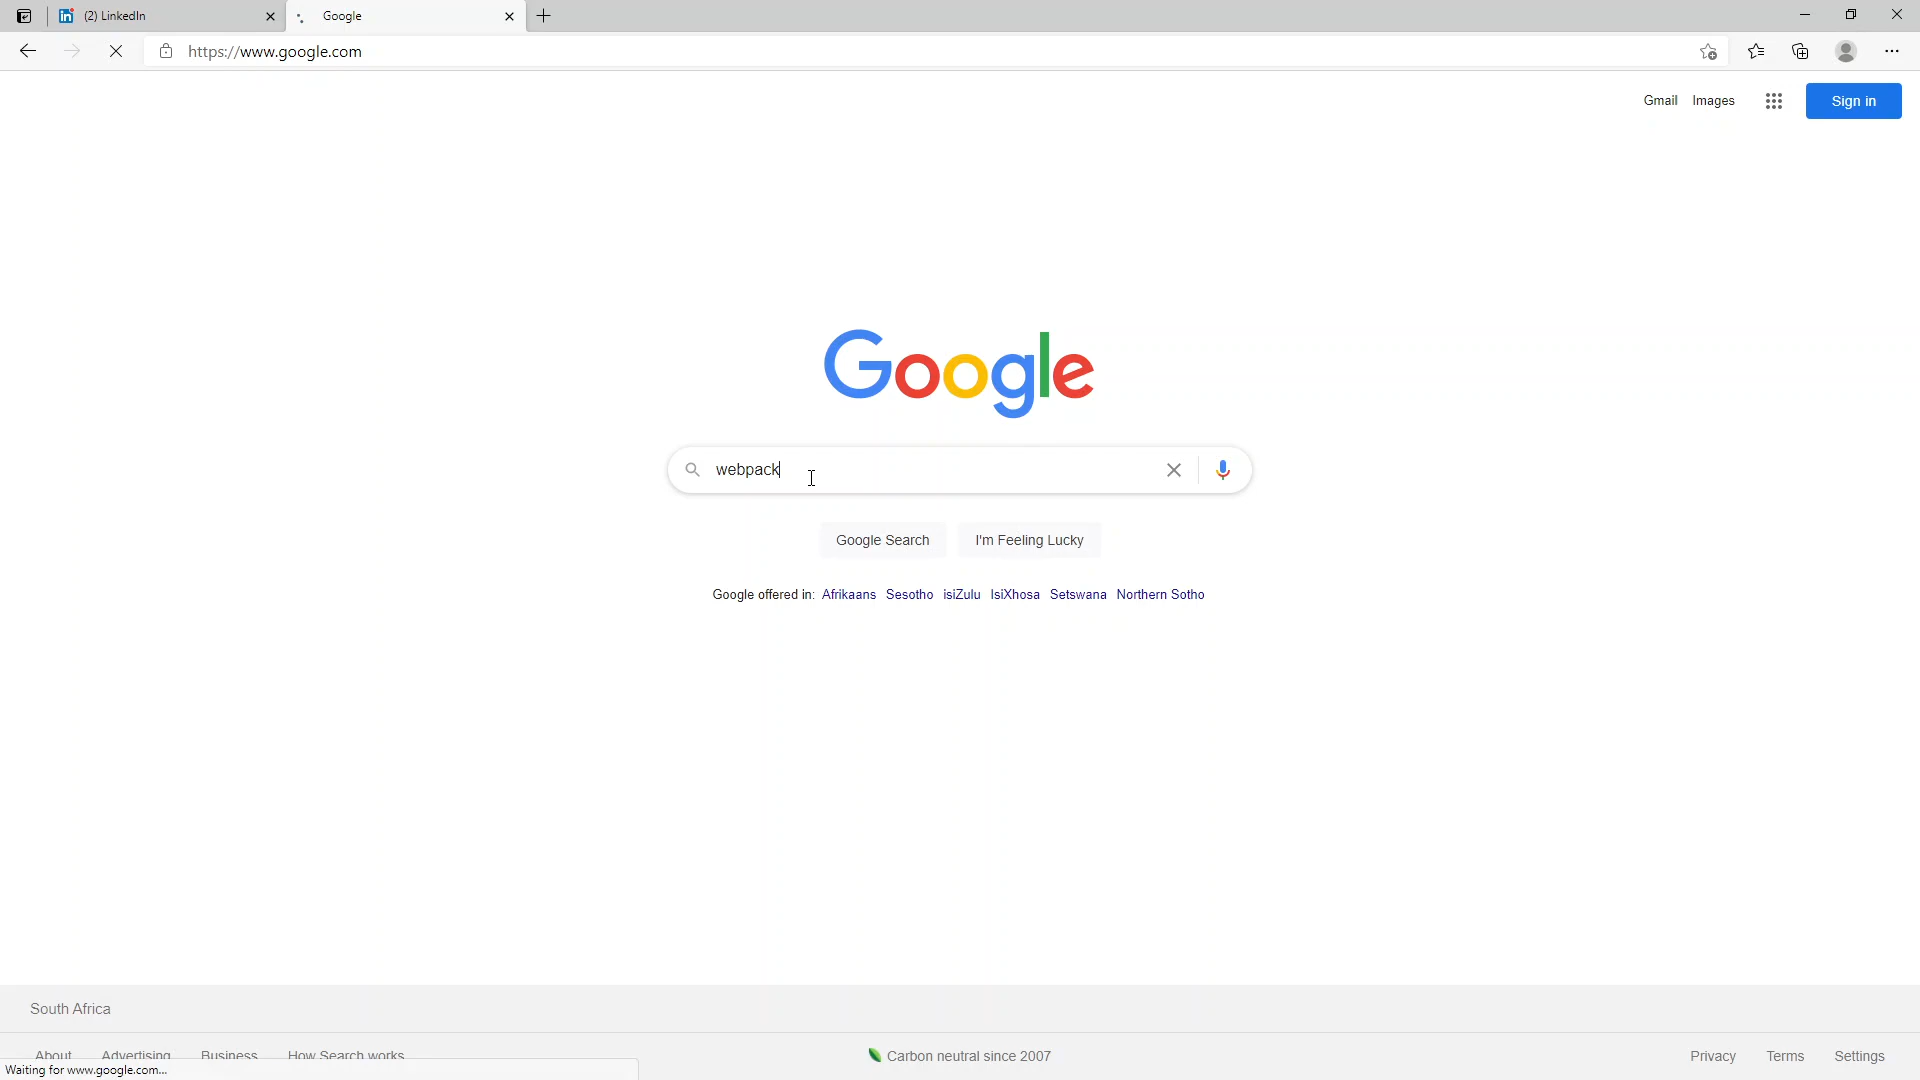 (2) LinkedIn
Google
https://www.google.com
Gmail Images Sign in
Google
webpack
Google Search I'm Feeling Lucky
Google offered in: Afrikaans Sesotho isiZulu IsiXhosa Setswana Northern Sotho
South Africa
About Advertising Business How Search works
Carbon neutral since 2007
Privacy Terms Settings
Waiting for www.google.com...